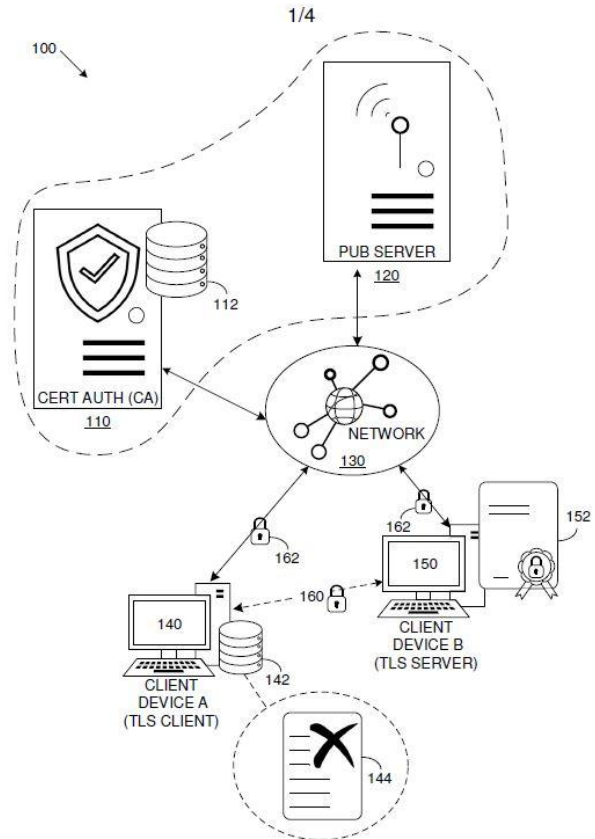 1/4
100
PUB SERVER
120
112
CERT AUTH (CA)
110
NETWORK
130
162
162
152
150
160
140
142
CLIENT
DEVICE B
(TLS SERVER)
CLIENT
DEVICE A
(TLS CLIENT)
144